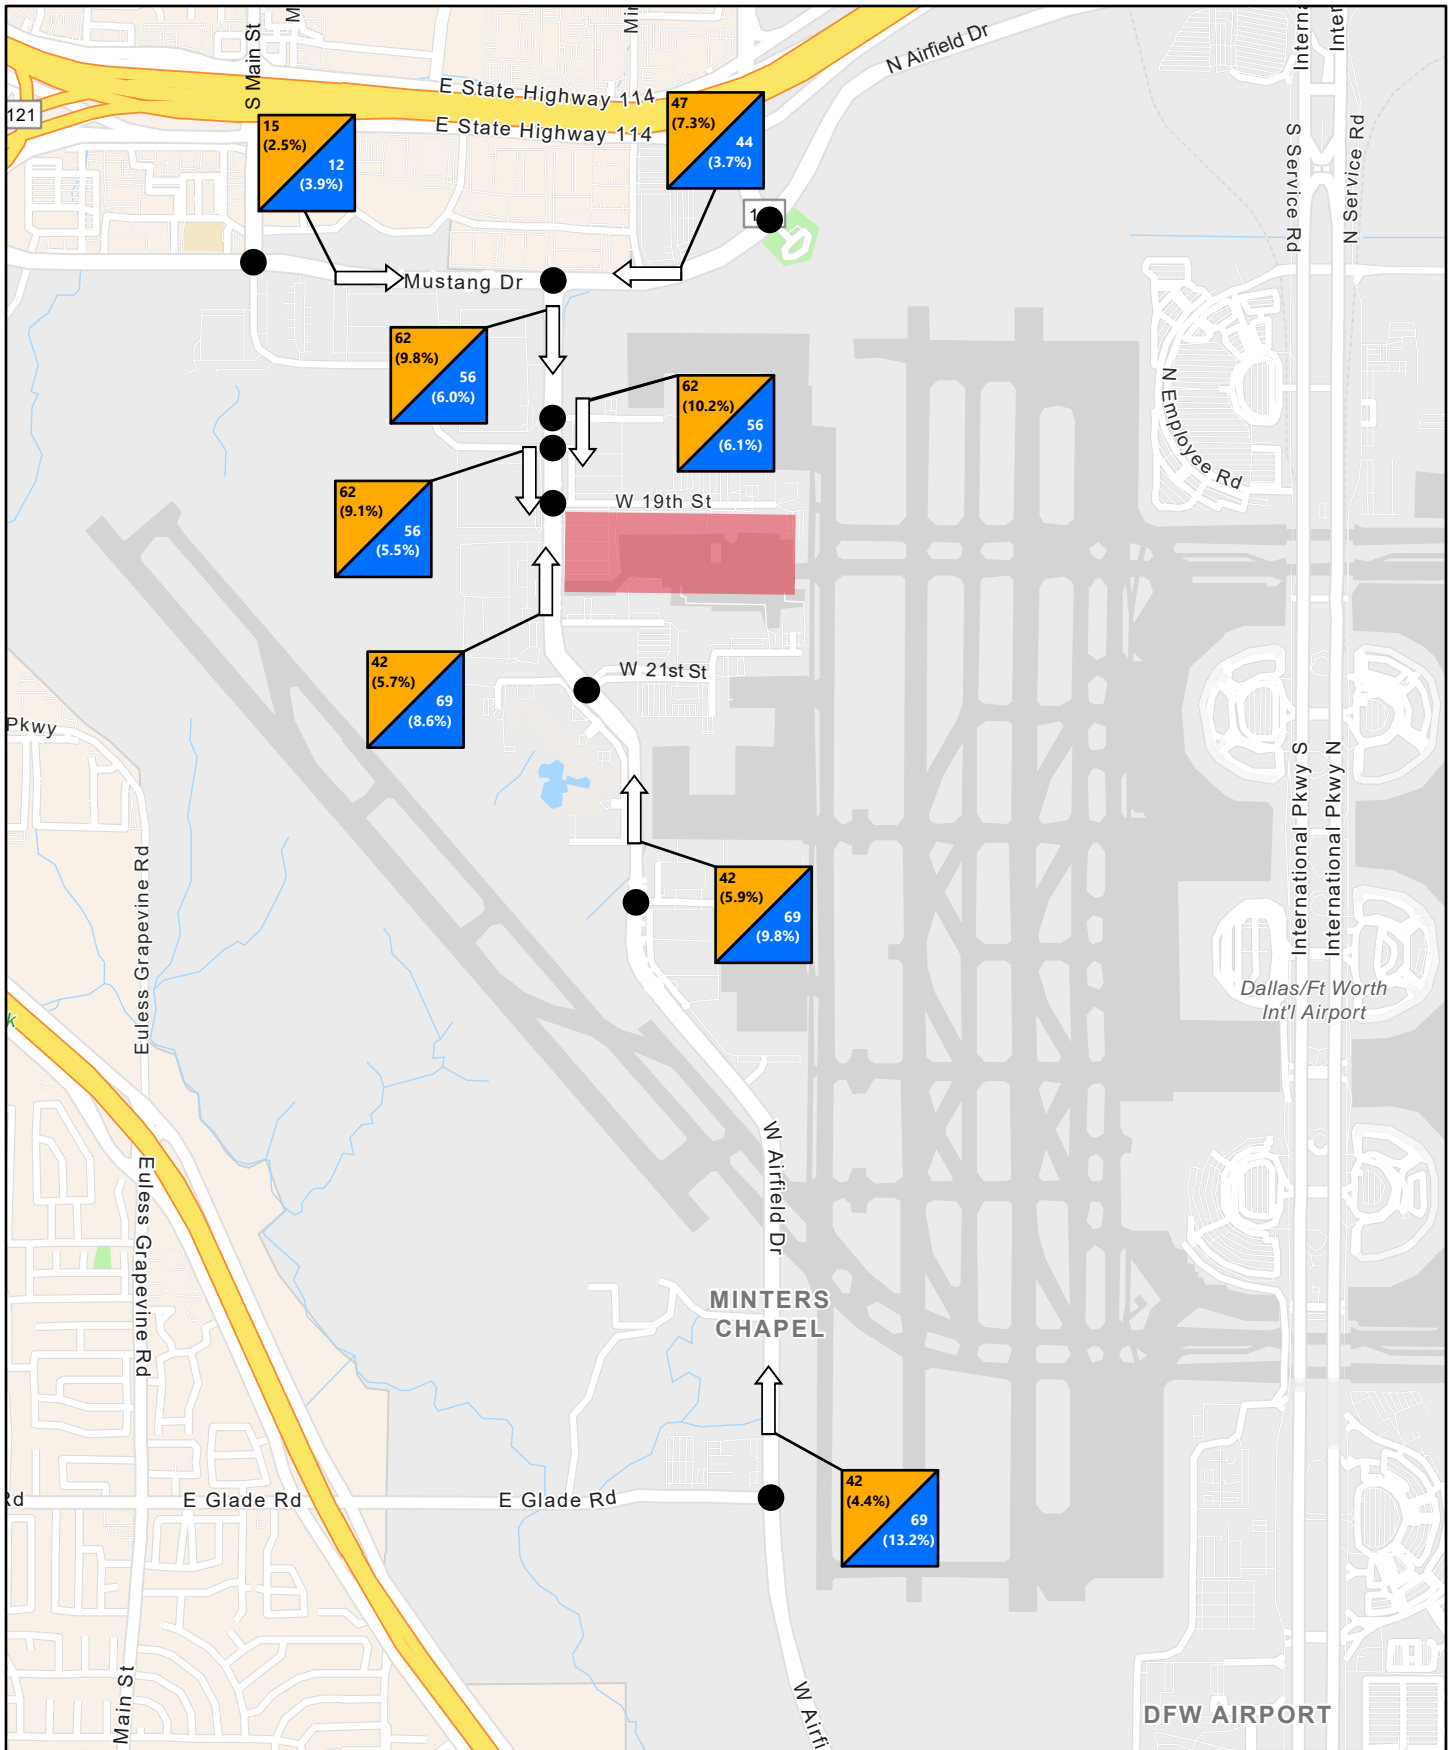 S Main St
E State Highway 114
E State Highway 114
N Airfield Dr
121
15
(2.5%)
12
(3.9%)
47
(7.3%)
44
(3.7%)
S Service Rd
N Service Rd
Mustang Dr
62
(9.8%)
56
(6.0%)
62
(10.2%)
56
(6.1%)
N Employee Rd
62
(9.1%)
56
(5.5%)
W 19th St
42
(5.7%)
69
(8.6%)
W 21st St
Pkwy
International Pkwy S
International Pkwy N
Euless Grapevine Rd
42
(5.9%)
69
(9.8%)
Dallas/Ft Worth
Int'l Airport
k
W Airfield Dr
Euless Grapevine Rd
MINTERS
CHAPEL
42
(4.4%)
69
(13.2%)
Rd
E Glade Rd
E Glade Rd
Main St
W Airfi
DFW AIRPORT